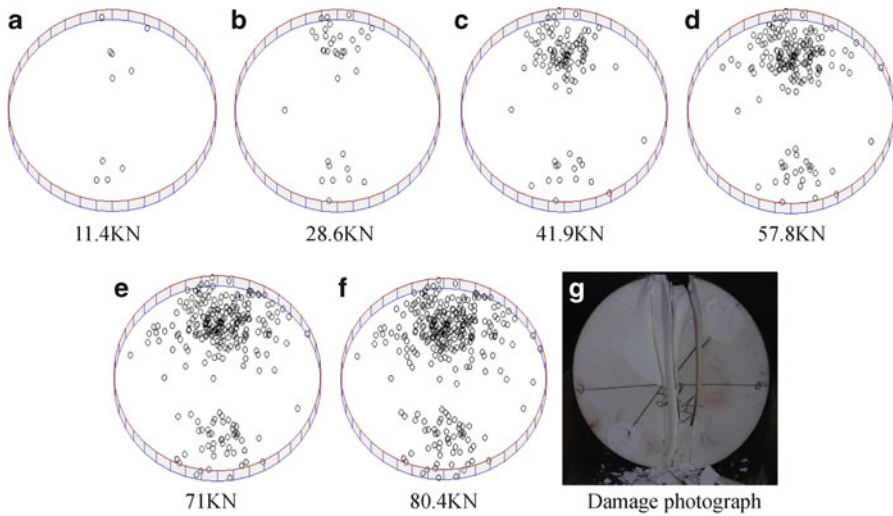 a
b
c
d
11.4KN
28.6KN
41.9KN
57.8KN
e
f
g
71KN
80.4KN
Damage photograph